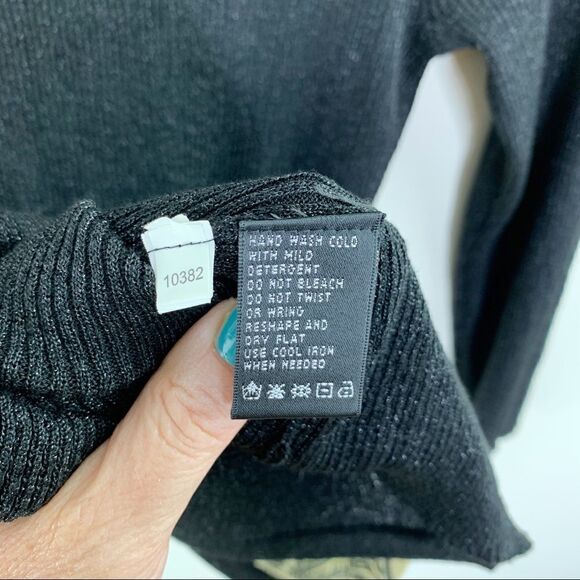 10382
HAND WASH COLD
WITH MILD
DETERGENT
DO NOT BLEACH
DO NOT TWIST
OR WRING
RESHAPE AND
DRY FLAT
USE COOL IRON
WHEN NEEDED